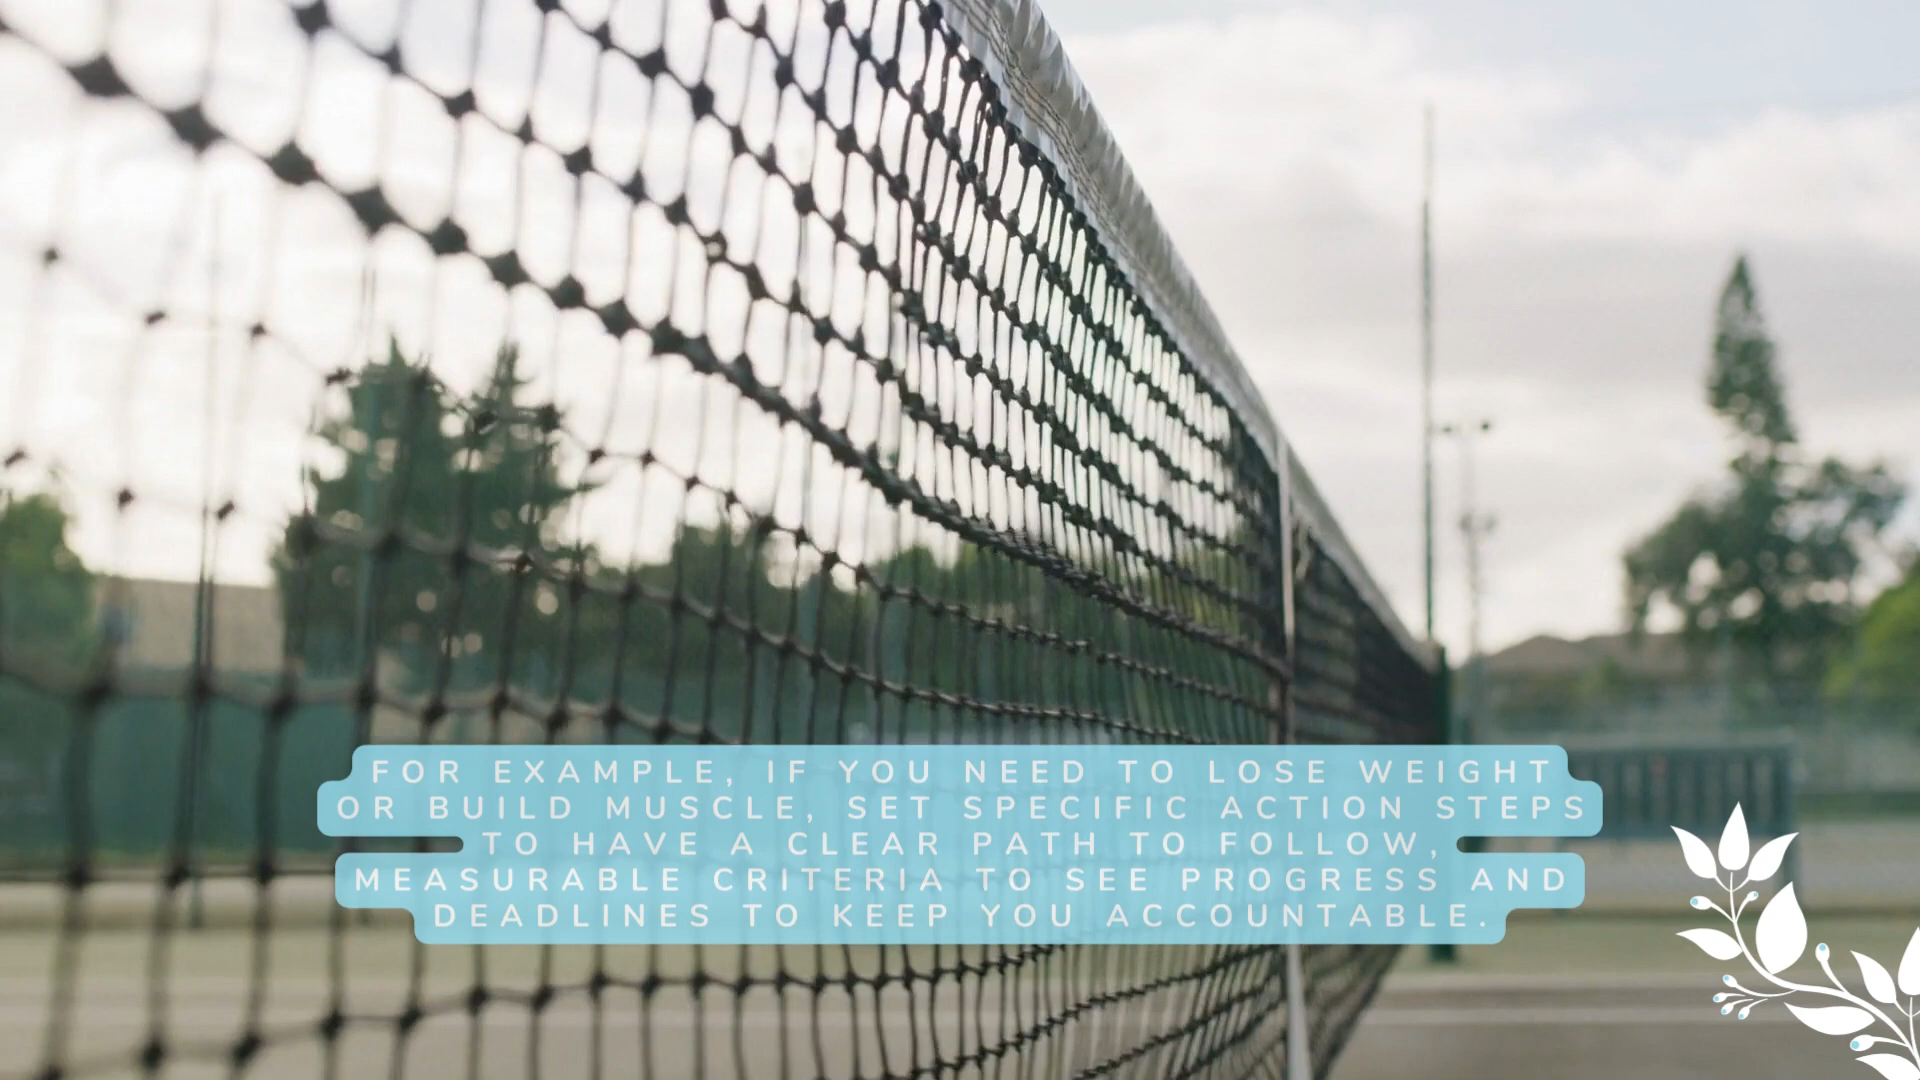 FOR EXAMPLE, IF YOU NEED TO LOSE WEIGHT
OR BUILD MUSCLE, SET SPECIFIC ACTION STEPS
TO HAVE A CLEAR PATH TO FOLLOW,
MEASURABLE CRITERIA TO SEE PROGRESS AND
DEADLINES TO KEEP YOU ACCOUNTABLE.